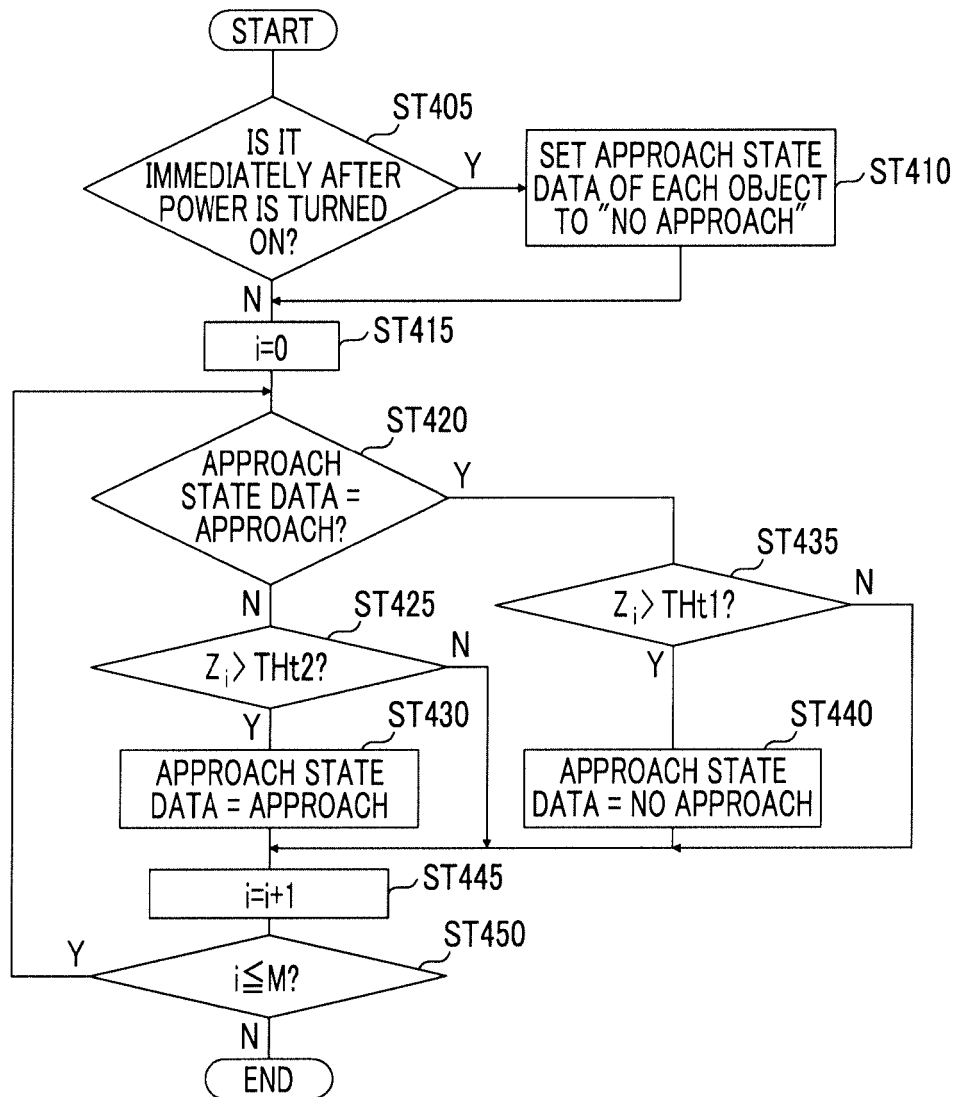 START
ST405
IS IT
IMMEDIATELY AFTER
POWER IS TURNED
ON?
Y
SET APPROACH STATE
DATA OF EACH OBJECT
TO "NO APPROACH"
ST410
N
ST415
i=0
ST420
APPROACH
STATE DATA =
APPROACH?
Y
N
ST435
Zi> THt1?
N
Y
ST425
Zi> THt2?
N
Y
ST430
APPROACH STATE
DATA = APPROACH
ST440
APPROACH STATE
DATA = NO APPROACH
ST445
i=i+1
ST450
Y
i≦M?
N
END